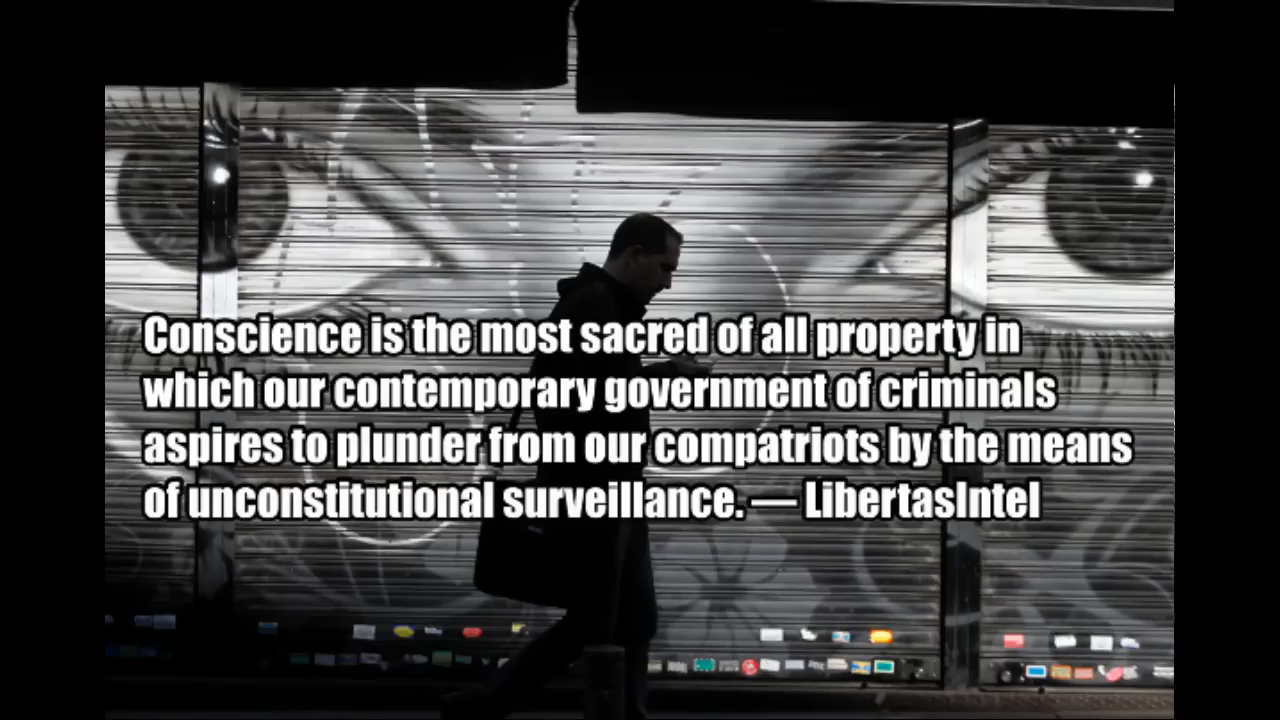 Conscience is the most sacred of all property in
which our contemporary government of criminals
aspires to plunder from our compatriots by the means
of unconstitutional surveillance. — LibertasIntel